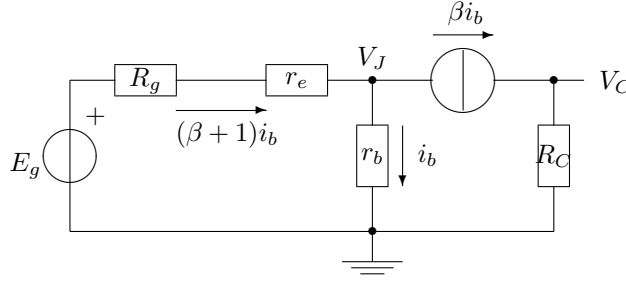 βi_b
V_J
V_C
R_g
r_e
+
(β + 1)i_b
E_g
r_b
i_b
R_C